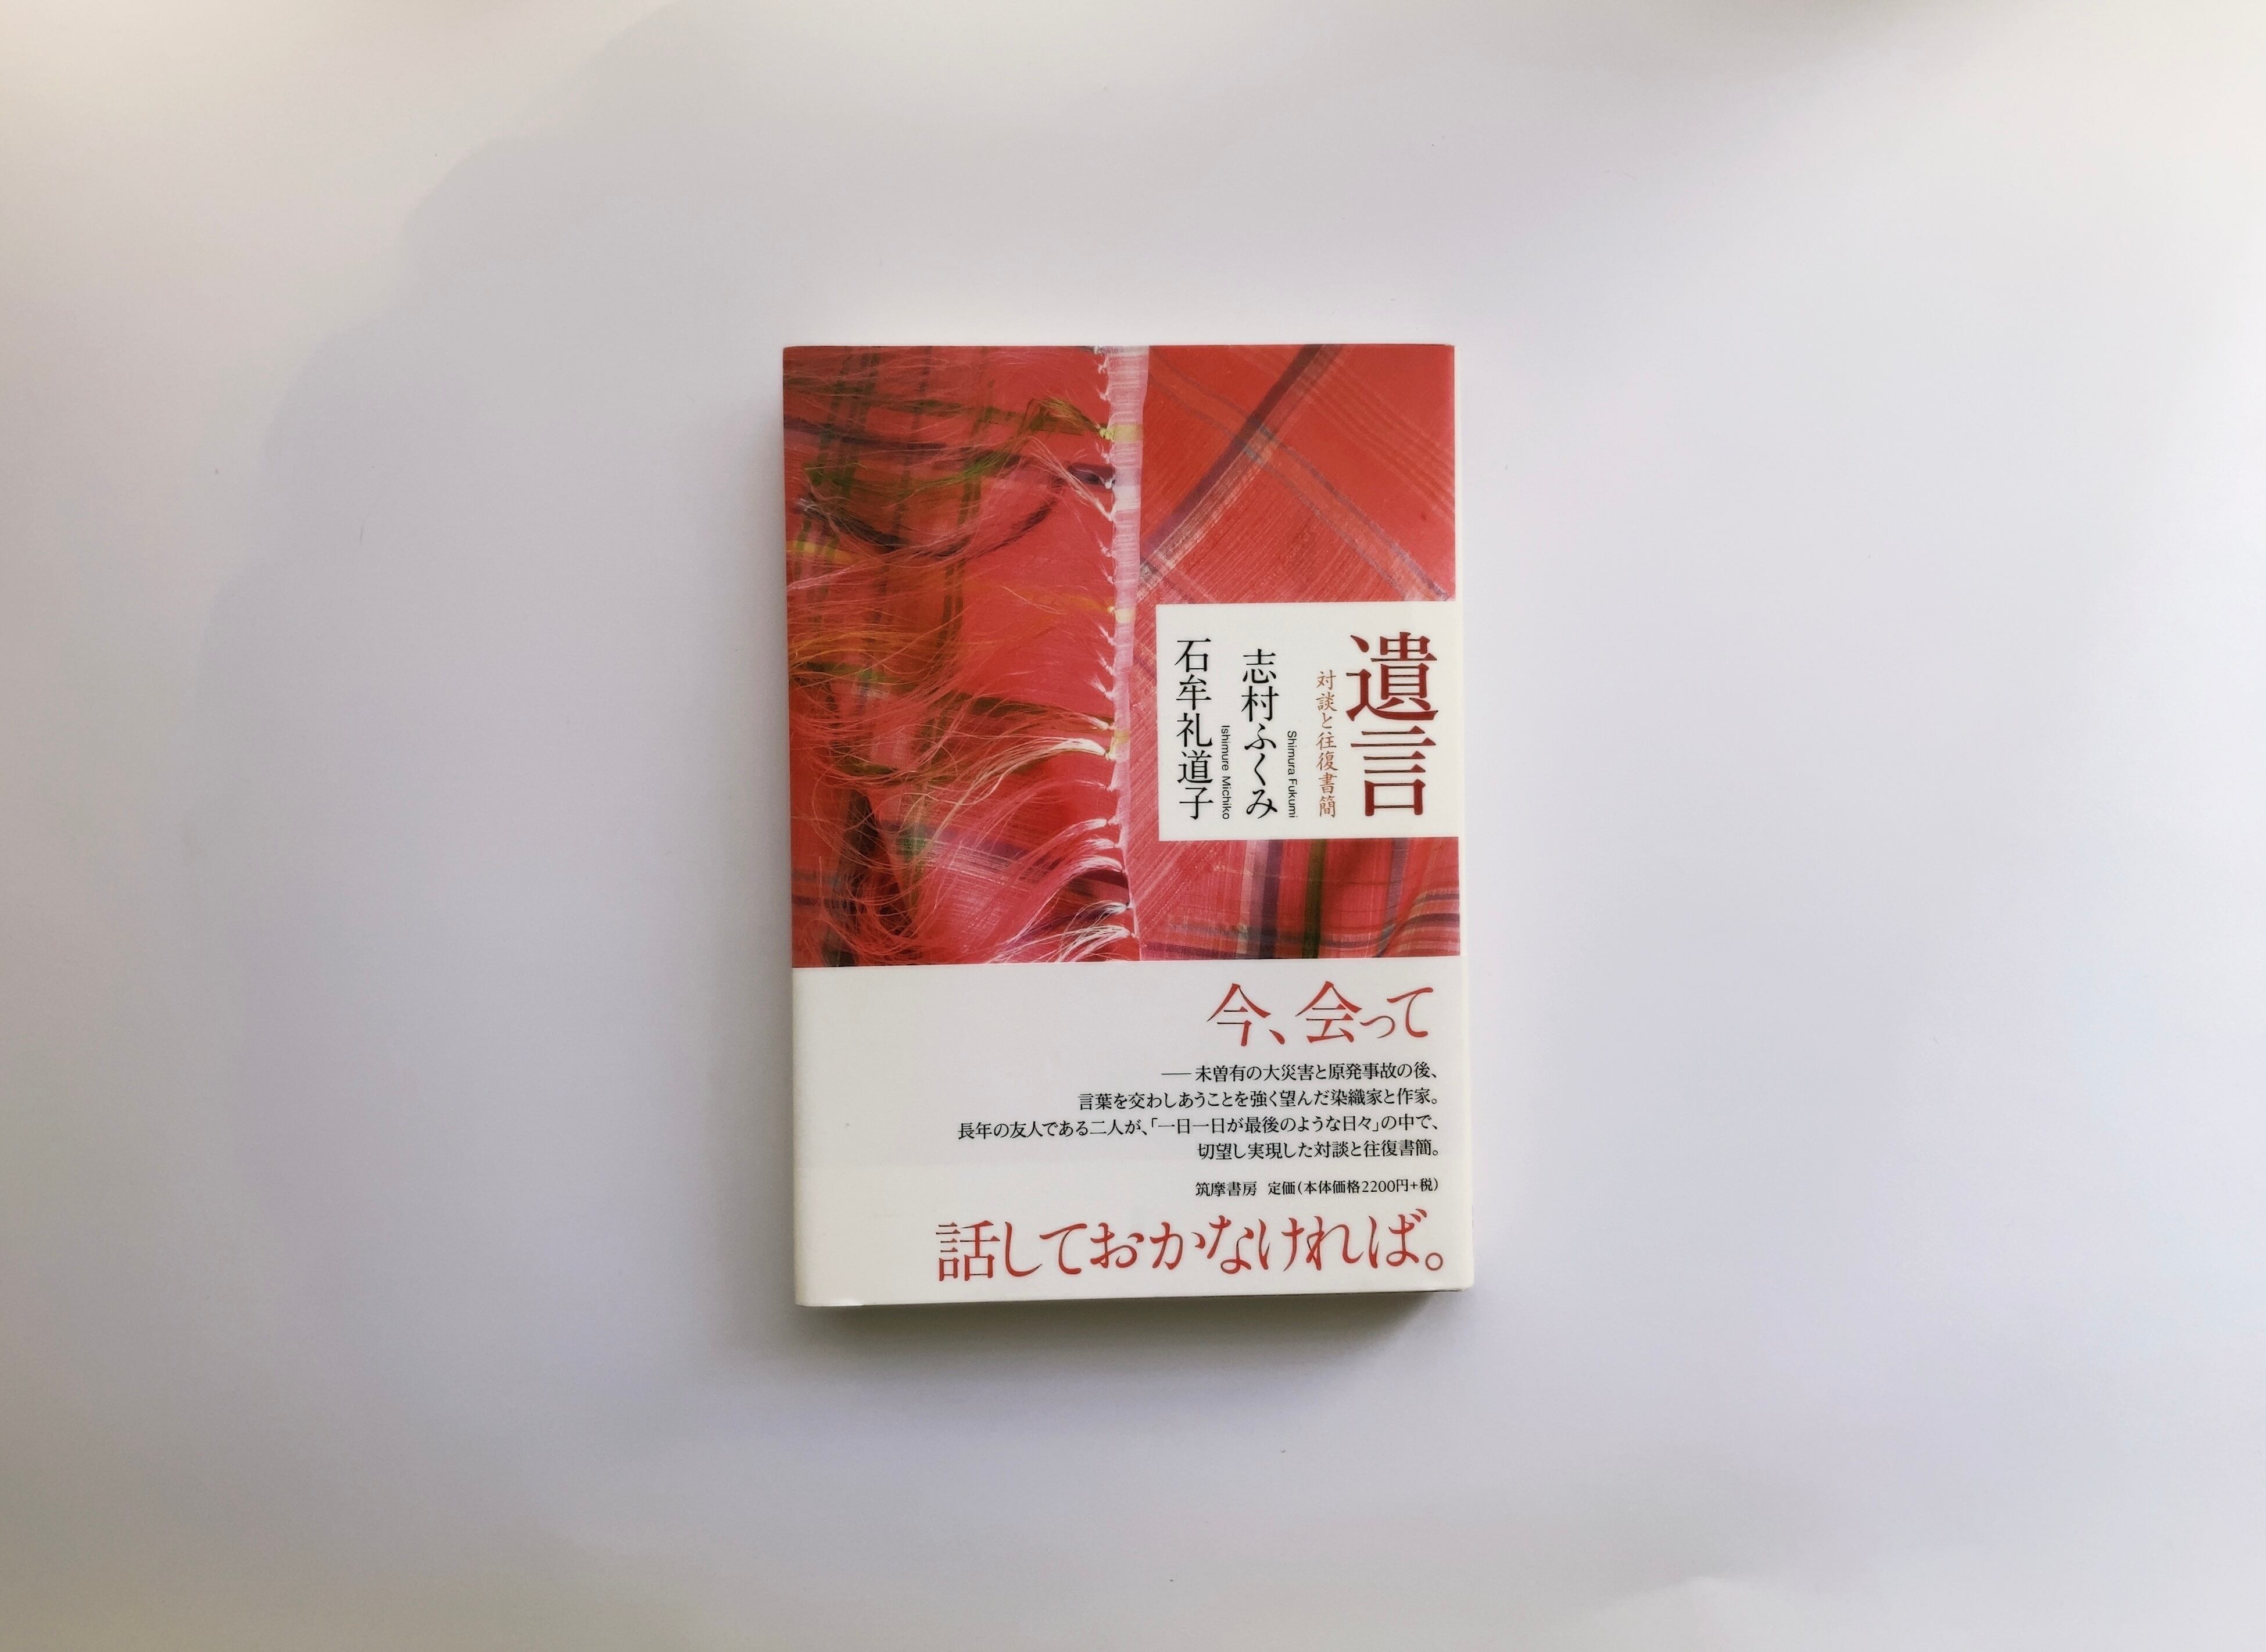 遺言
対談と往復書簡
Shimura Fukumi
志村ふくみ
Ishimure Michiko
石牟礼道子
今、会って
── 未曽有の大災害と原発事故の後、
言葉を交わしあうことを強く望んだ染織家と作家。
長年の友人である二人が、「一日一日が最後のような日々」の中で、
切望し実現した対談と往復書簡。
筑摩書房 定価(本体価格2200円+税)
話しておかなければ。